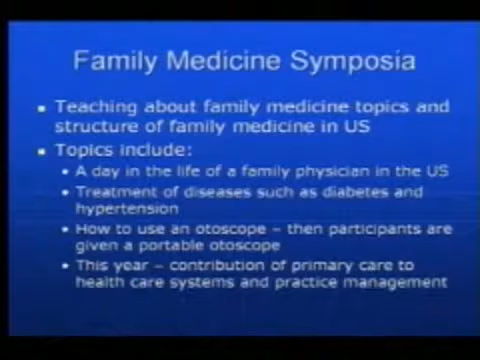 Family Medicine Symposia
Teaching about family medicine topics and
structure of family medicine in US
Topics include:
A day in the life of a family physician in the US
Treatment of diseases such as diabetes and
hypertension
How to use an otoscope – then participants are
given a portable otoscope
This year – contribution of primary care to
health care systems and practice management